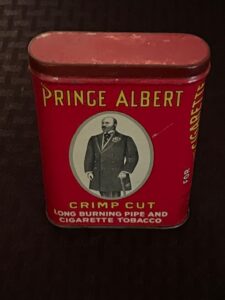 PRINCE ALBERT
CRIMP CUT
LONG BURNING PIPE AND
CIGARETTE TOBACCO
FOR
CIGARETTE